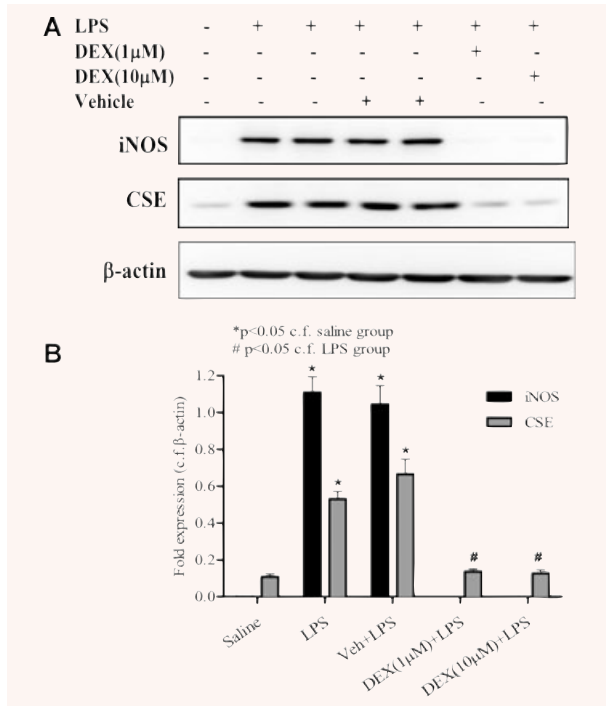 A
LPS - + + + + + +
DEX(1µM) - - - - - + -
DEX(10µM) - - - - - - +
Vehicle - - - + + - -
iNOS
CSE
β-actin
*p<0.05 c.f. saline group
# p<0.05 c.f. LPS group
B
Fold expression (c.f.β-actin)
1.2
1.0
0.8
0.6
0.4
0.2
0.0
* * * * # #
iNOS
CSE
Saline
LPS
Veh+LPS
DEX(1µM)+LPS
DEX(10µM)+LPS